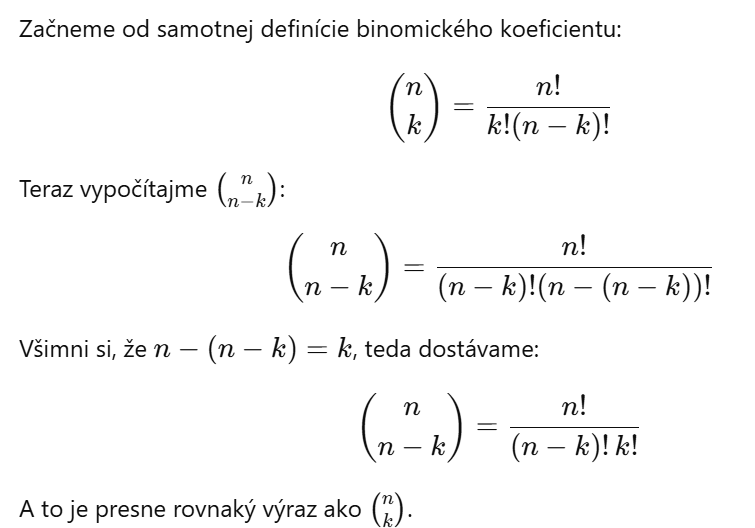 Začneme od samotnej definície binomického koeficientu:
\binom{n}{k} = \frac{n!}{k!(n-k)!}
Teraz vypočítajme \binom{n}{n-k}:
\binom{n}{n-k} = \frac{n!}{(n-k)!(n-(n-k))!}
Všimni si, že n − (n − k) = k, teda dostávame:
\binom{n}{n-k} = \frac{n!}{(n-k)!\,k!}
A to je presne rovnaký výraz ako \binom{n}{k}.